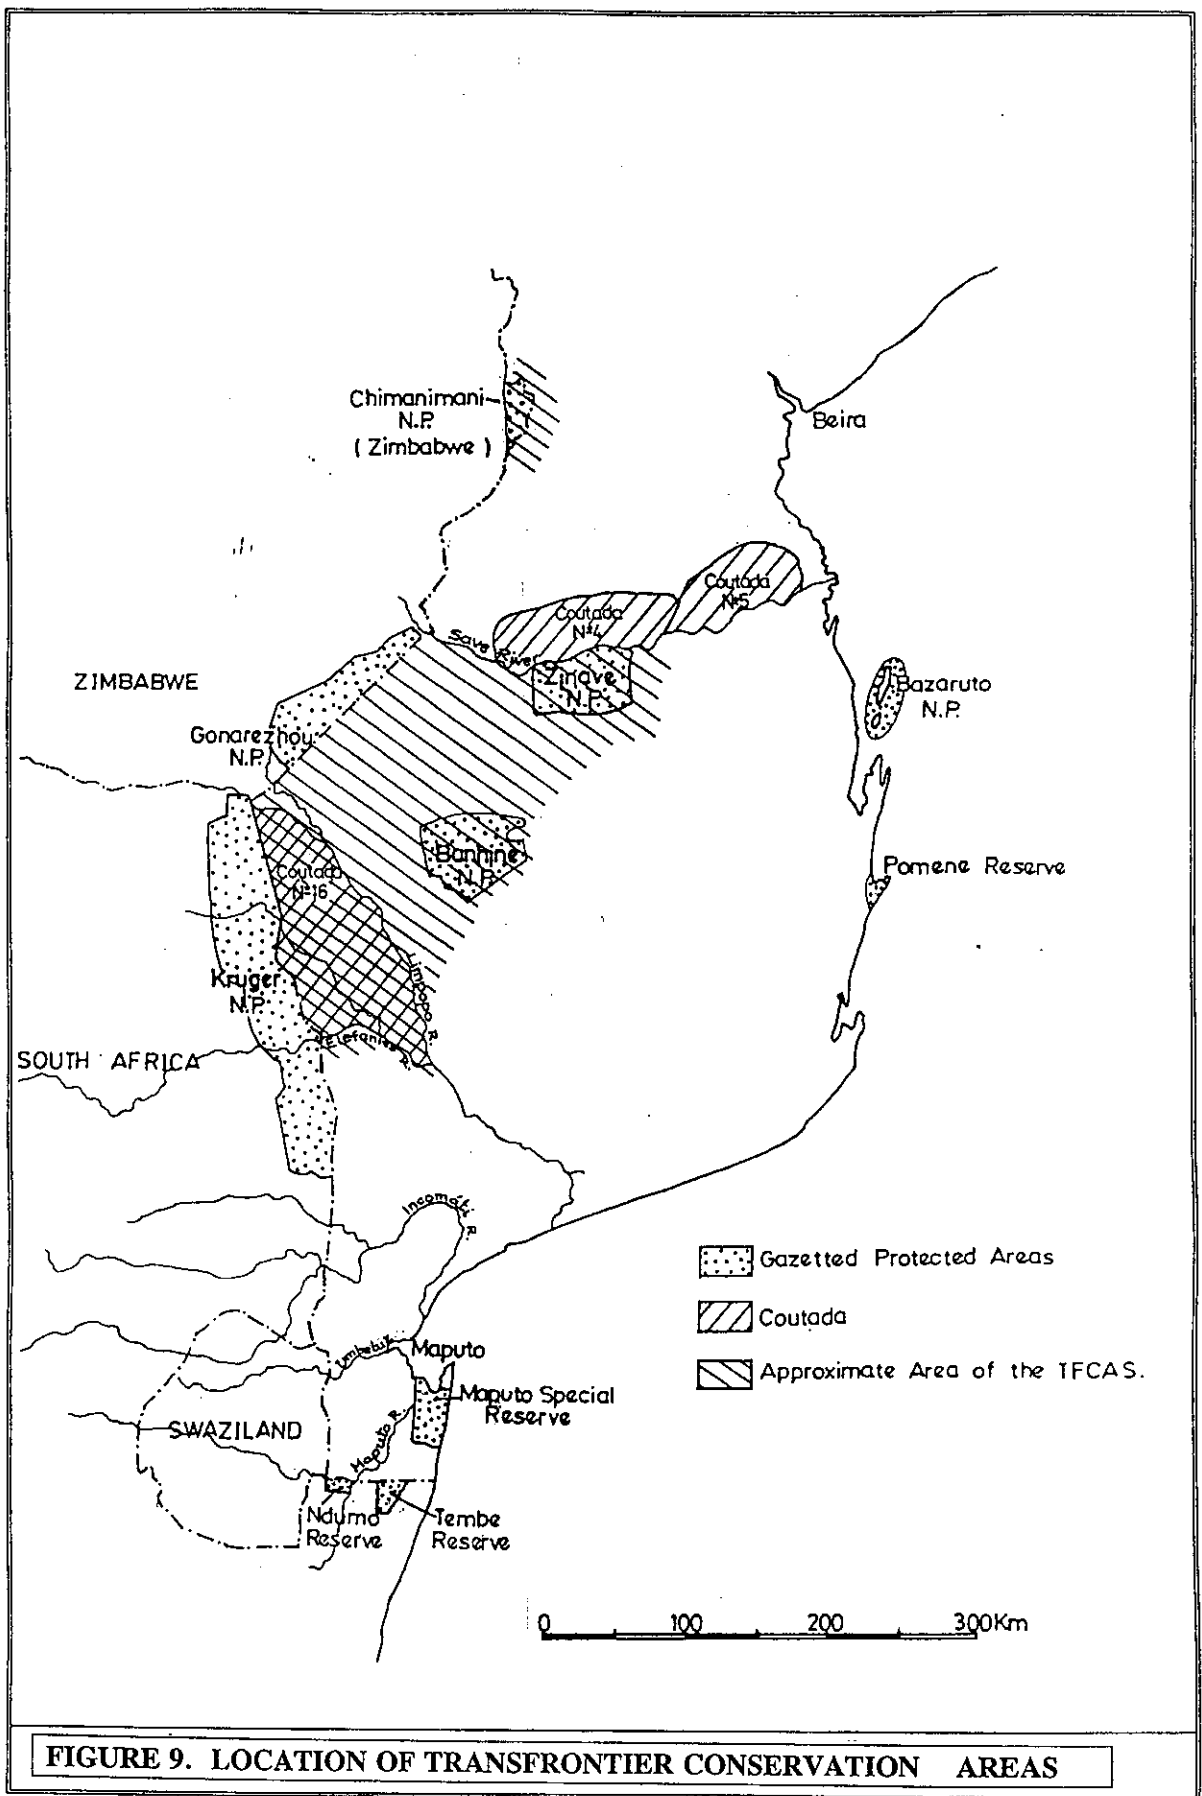 Chimanimani
N.P.
( Zimbabwe )
Beira
Coutada
Nº5
Coutada
Nº4
Save River
ZIMBABWE
Zinave
N.P.
Bazaruto
N.P.
Gonarezhou
N.P.
Banhine
N.P.
Coutada
Nº16
Pomene Reserve
Kruger
N.P.
Limpopo R.
Elefantes R.
SOUTH AFRICA
Incomáti R.
Gazetted Protected Areas
Coutada
Approximate Area of the TFCAS.
Maputo
Maputo Special
Reserve
SWAZILAND
Maputo R.
Ndumo
Reserve
Tembe
Reserve
0 100 200 300Km
FIGURE 9. LOCATION OF TRANSFRONTIER CONSERVATION AREAS